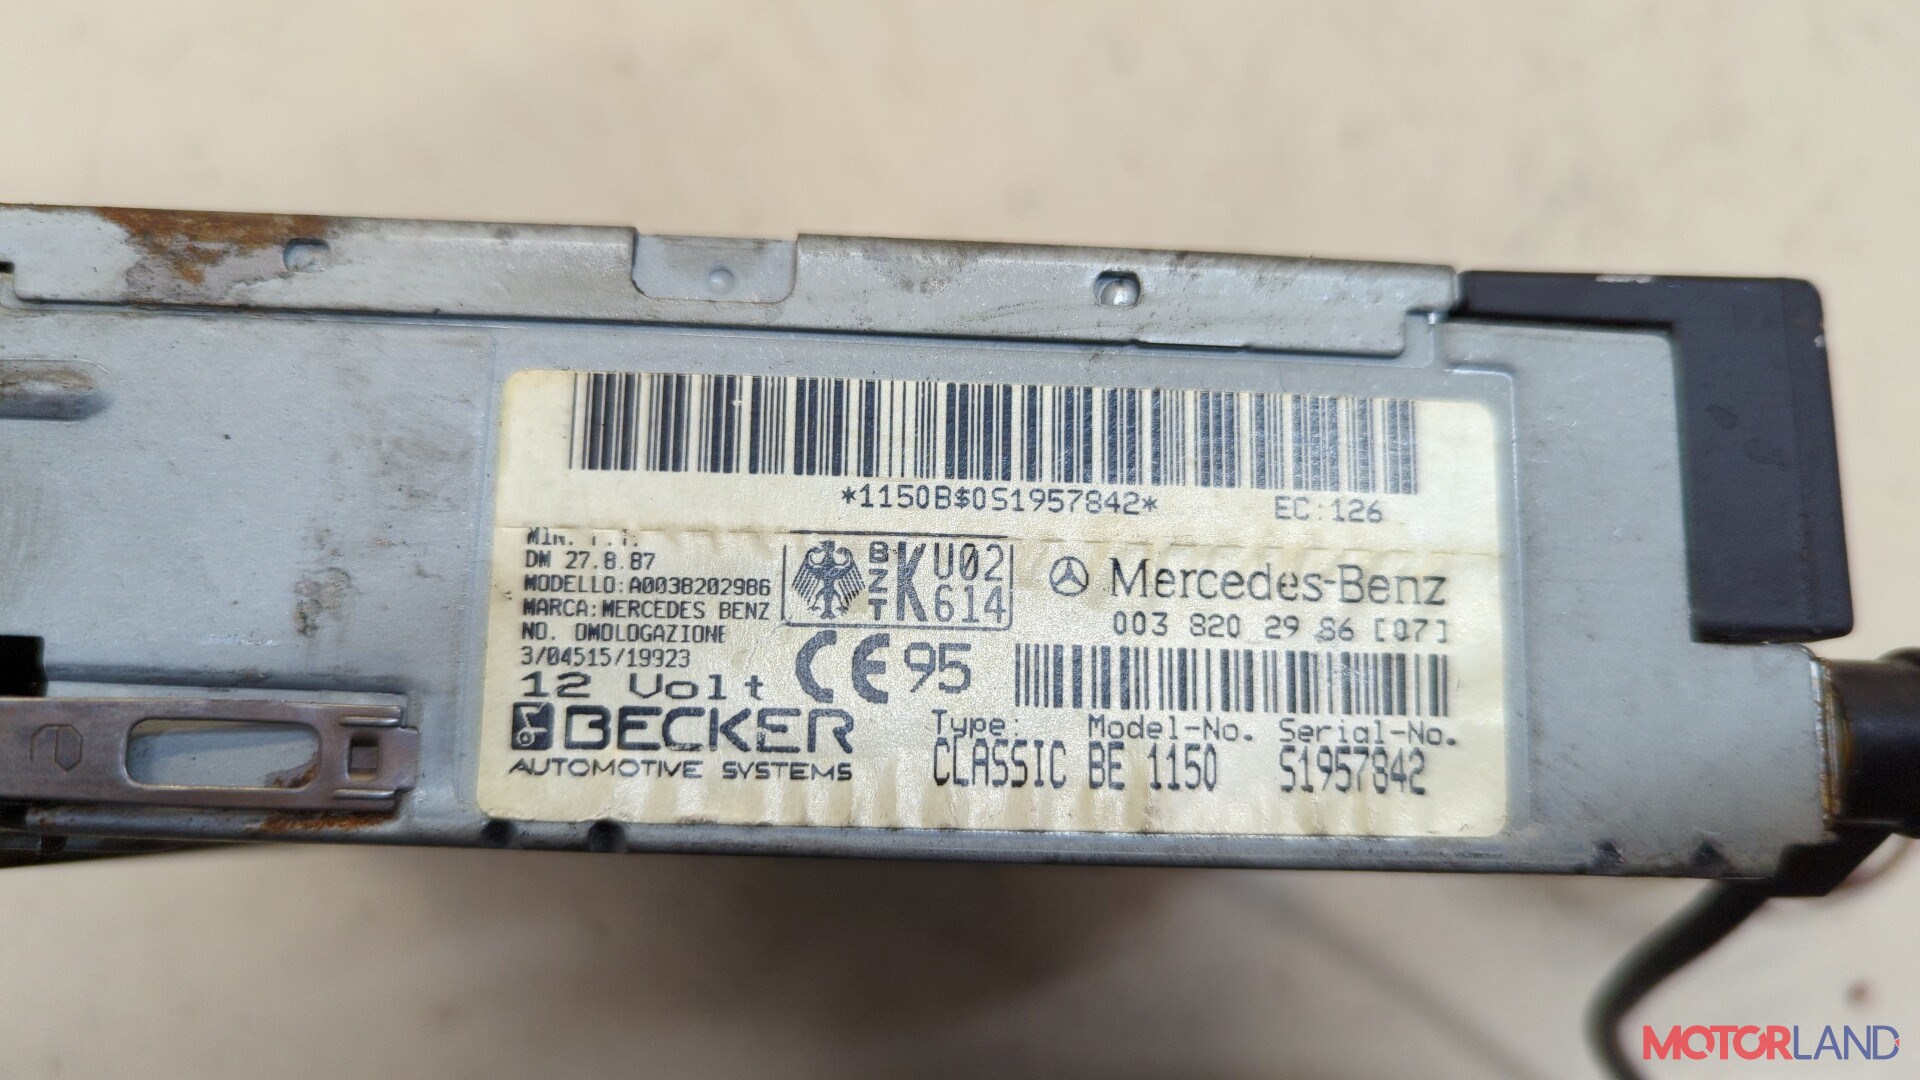 *1150B$0S1957842*
EC:126
DM 27.8.87
MODELLO:A0038202986
MARCA:MERCEDES BENZ
NO. OMOLOGAZIONE
3/04515/19923
12 Volt
BZT K U02 614
CE 95
Mercedes-Benz
003 820 29 86 [07]
BECKER
AUTOMOTIVE SYSTEMS
Type: Model-No. Serial-No.
CLASSIC BE 1150 S1957842
MOTORLAND